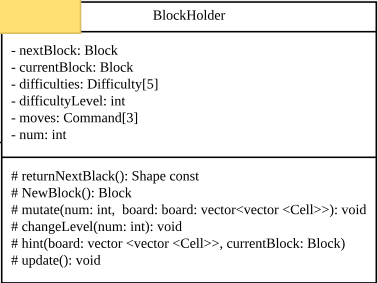 BlockHolder
- nextBlock: Block
- currentBlock: Block
- difficulties: Difficulty[5]
- difficultyLevel: int
- moves: Command[3]
- num: int
# returnNextBlack(): Shape const
# NewBlock(): Block
# mutate(num: int, board: board: vector<vector <Cell>>): void
# changeLevel(num: int): void
# hint(board: vector <vector <Cell>>, currentBlock: Block)
# update(): void